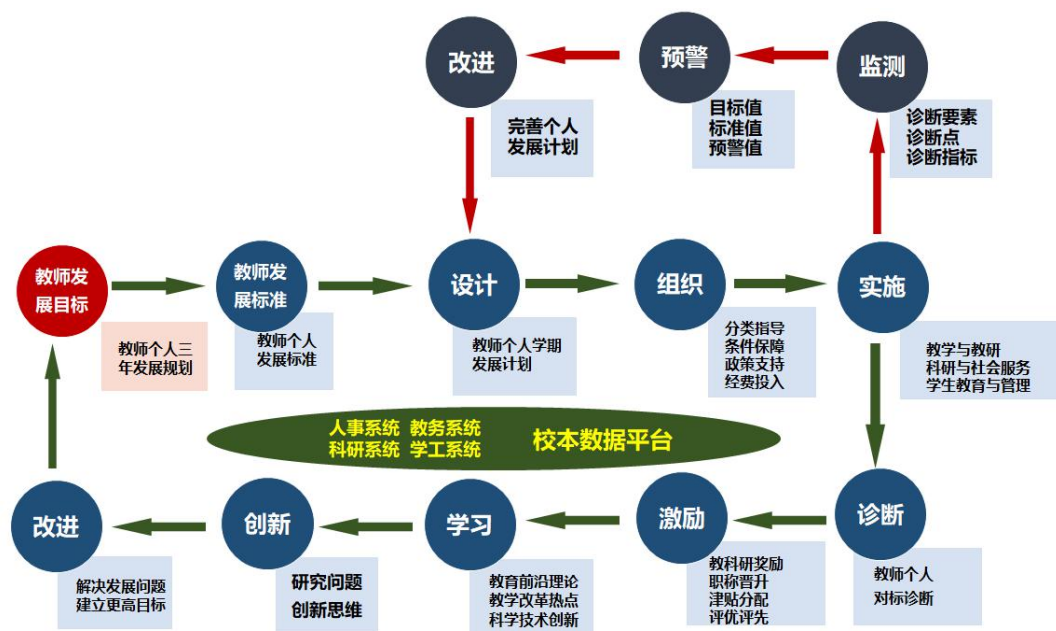 改进
预警
监测
完善个人
发展计划
目标值
标准值
预警值
诊断要素
诊断点
诊断指标
教师发
展目标
教师发
展标准
设计
组织
实施
教师个人三
年发展规划
教师个人
发展标准
教师个人学期
发展计划
分类指导
条件保障
政策支持
经费投入
教学与教研
科研与社会服务
学生教育与管理
人事系统 教务系统
科研系统 学工系统
校本数据平台
改进
创新
学习
激励
诊断
解决发展问题
建立更高目标
研究问题
创新思维
教育前沿理论
教学改革热点
科学技术创新
教科研奖励
职称晋升
津贴分配
评优评先
教师个人
对标诊断